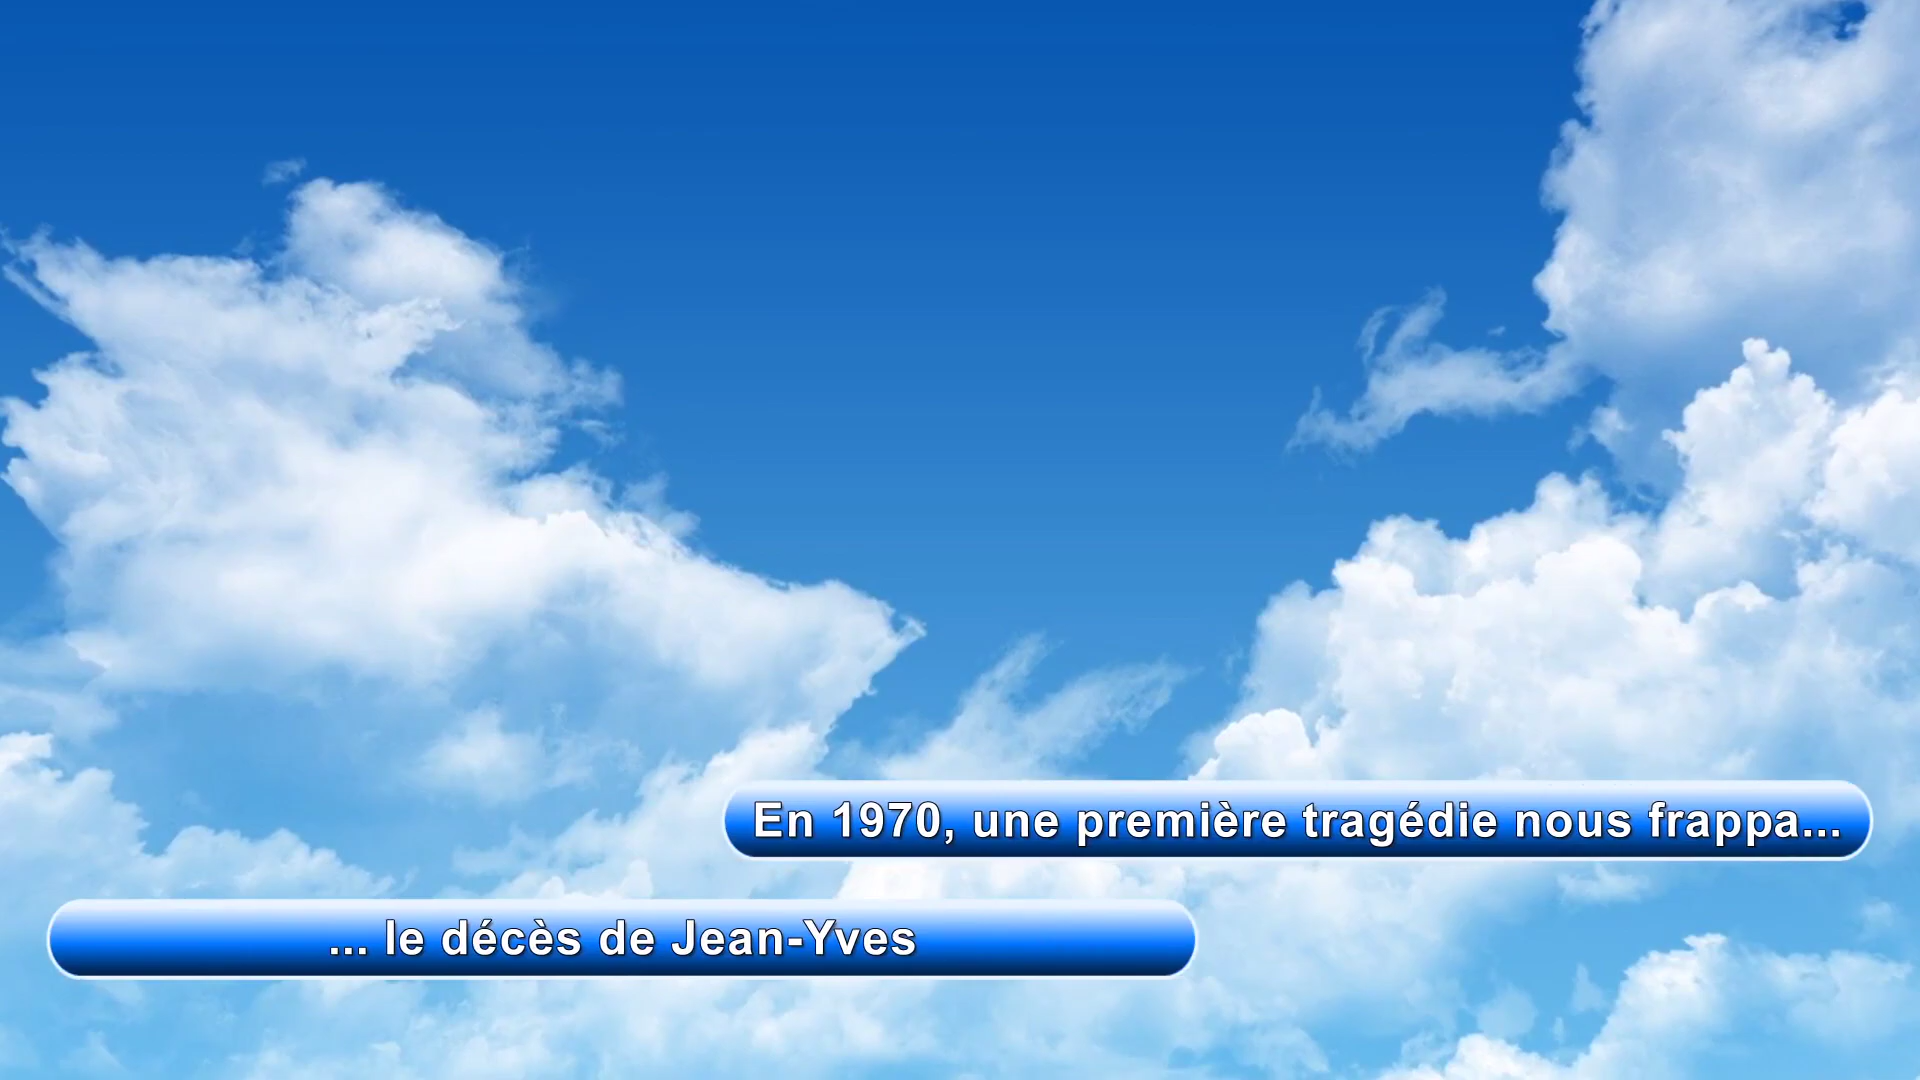 En 1970, une première tragédie nous frappa...
... le décès de Jean-Yves